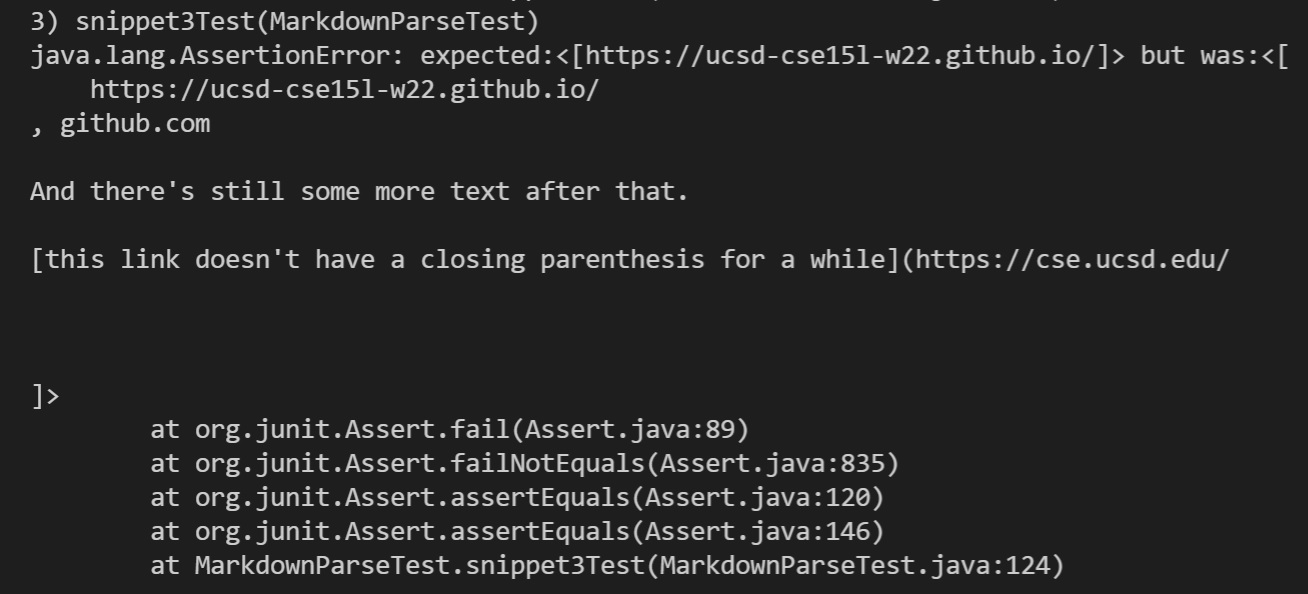 3) snippet3Test(MarkdownParseTest)
java.lang.AssertionError: expected:<[https://ucsd-cse15l-w22.github.io/]> but was:<[
    https://ucsd-cse15l-w22.github.io/
, github.com

And there's still some more text after that.

[this link doesn't have a closing parenthesis for a while](https://cse.ucsd.edu/



]>
        at org.junit.Assert.fail(Assert.java:89)
        at org.junit.Assert.failNotEquals(Assert.java:835)
        at org.junit.Assert.assertEquals(Assert.java:120)
        at org.junit.Assert.assertEquals(Assert.java:146)
        at MarkdownParseTest.snippet3Test(MarkdownParseTest.java:124)